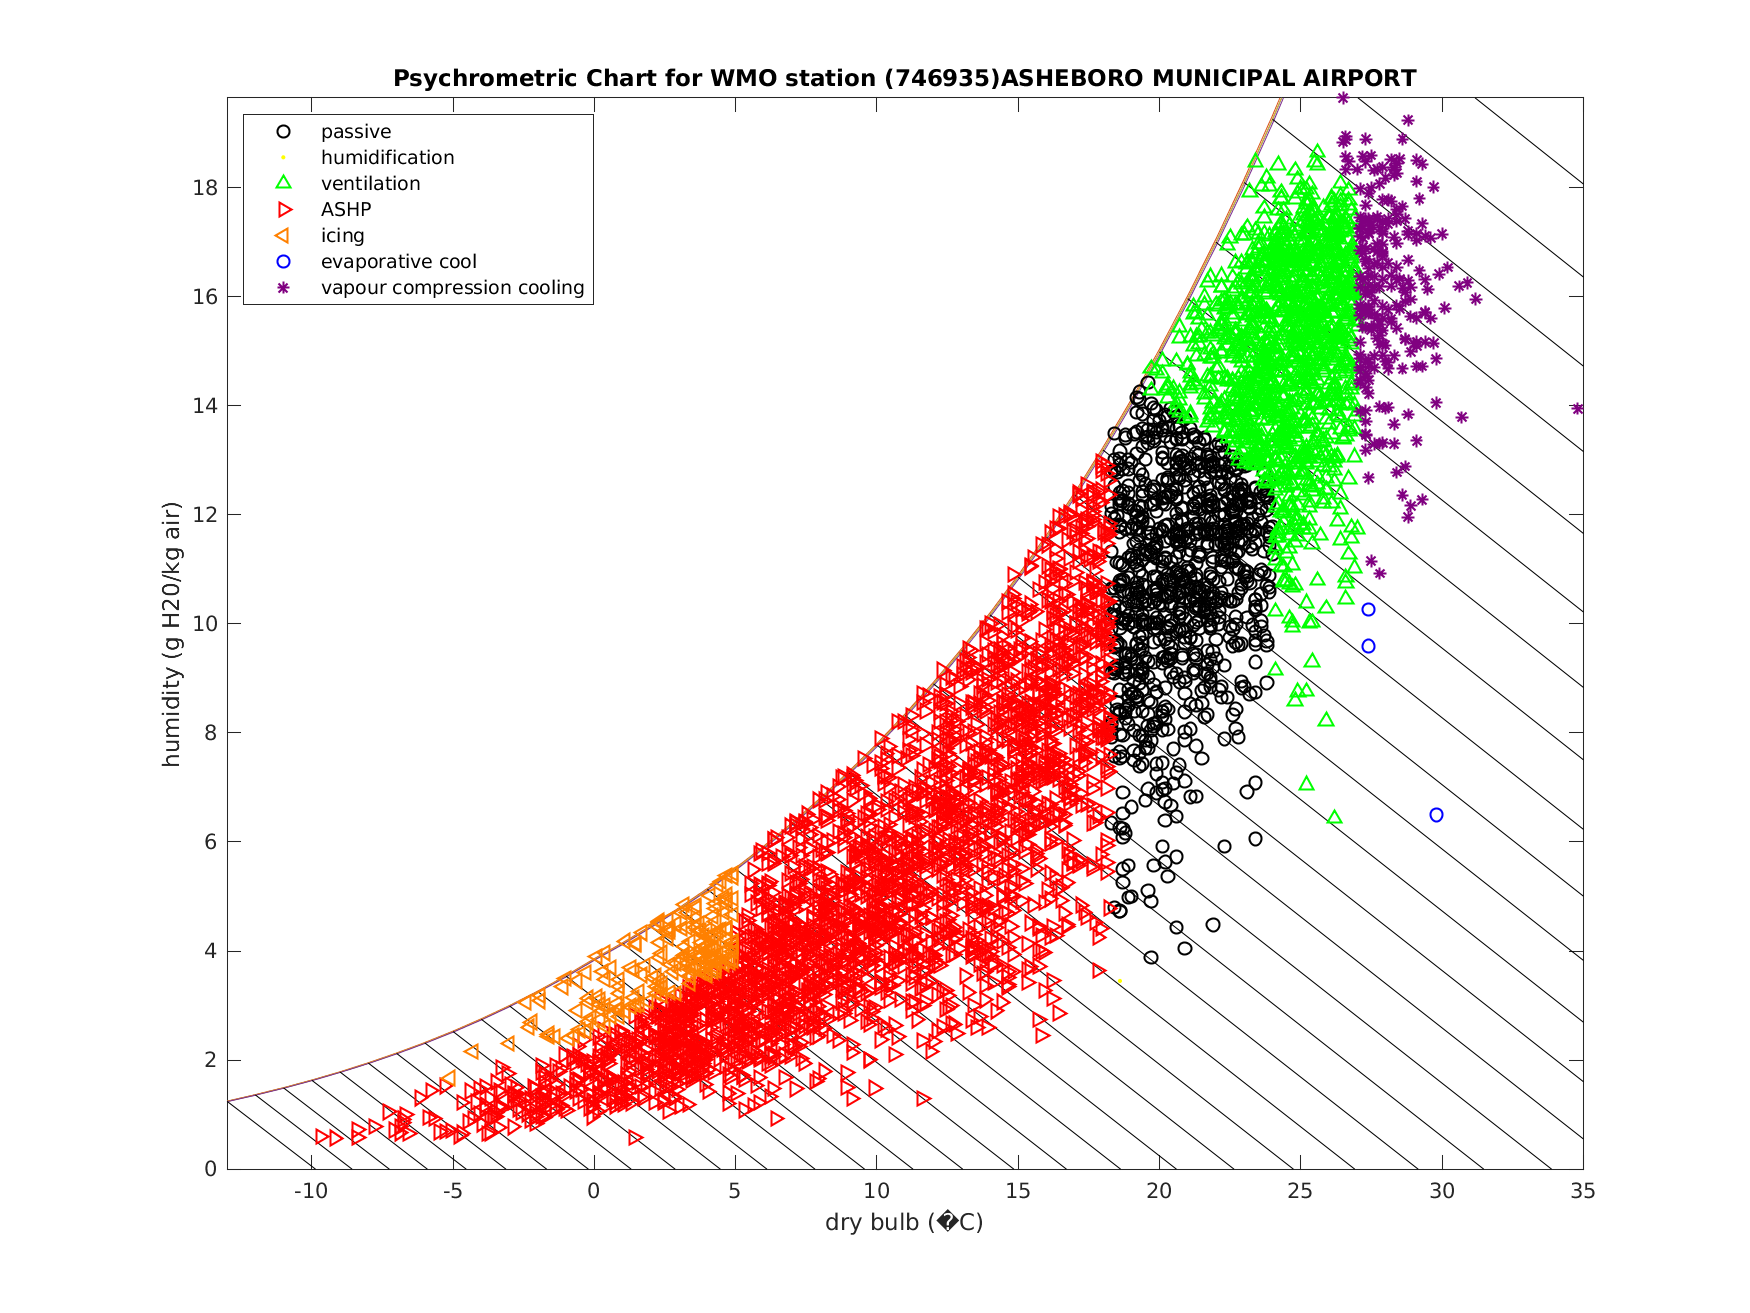 Psychrometric Chart for WMO station (746935)ASHEBORO MUNICIPAL AIRPORT
passive
humidification
ventilation
ASHP
icing
evaporative cool
vapour compression cooling
humidity (g H20/kg air)
18
16
14
12
10
8
6
4
2
0
-10 -5 0 5 10 15 20 25 30 35
dry bulb (�C)